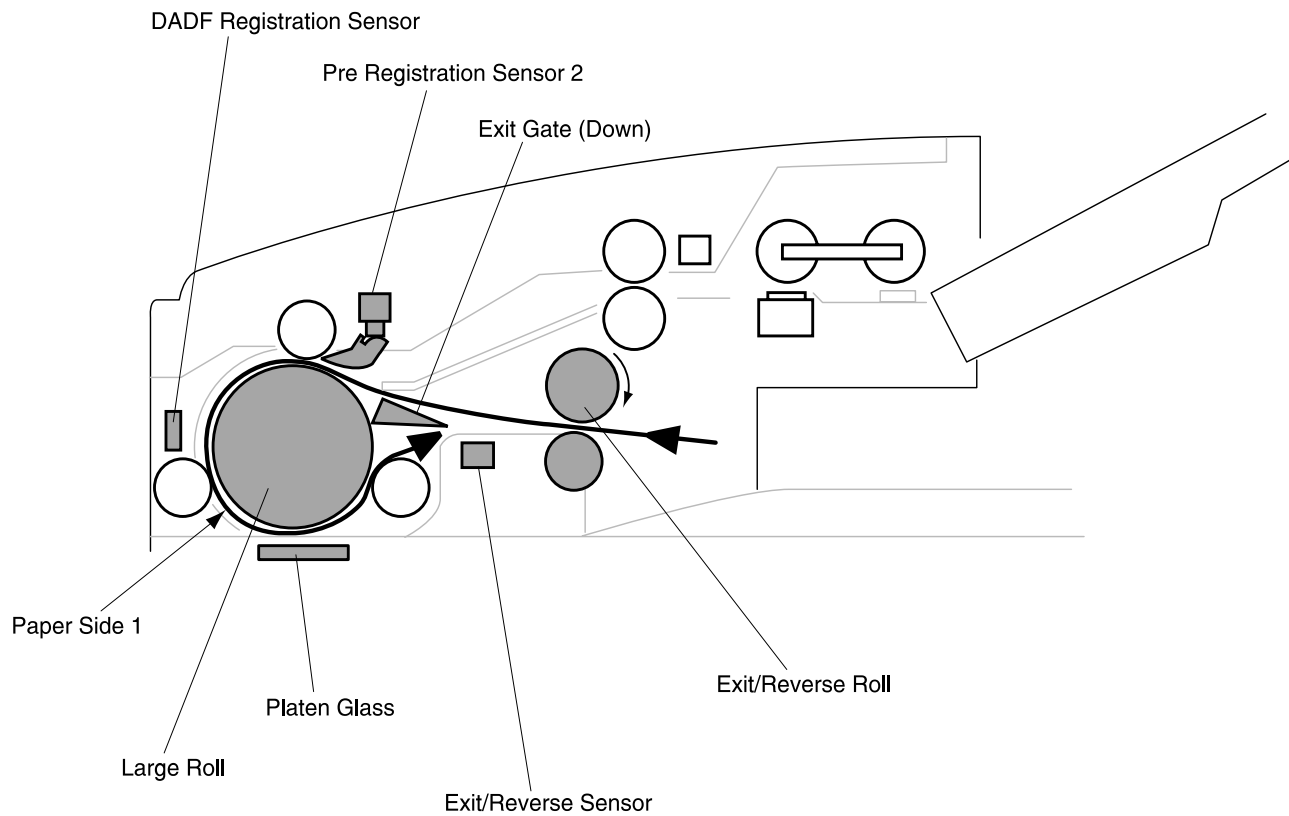 DADF Registration Sensor
Pre Registration Sensor 2
Exit Gate (Down)
Paper Side 1
Exit/Reverse Roll
Platen Glass
Large Roll
Exit/Reverse Sensor